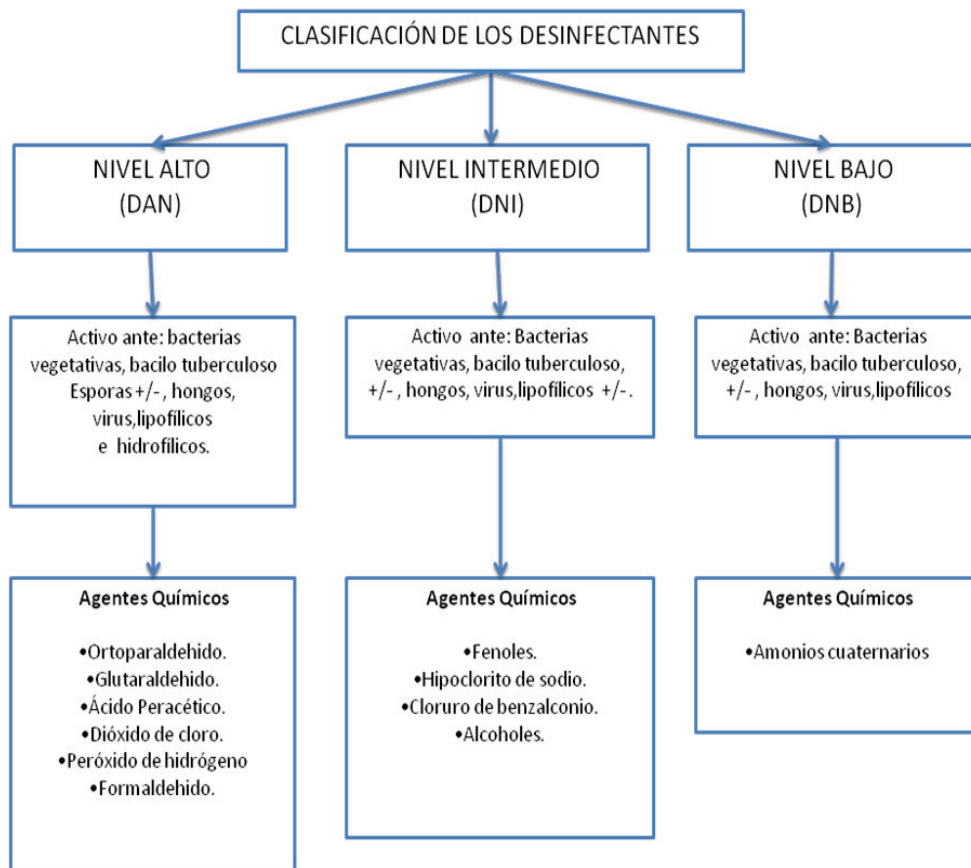 CLASIFICACIÓN DE LOS DESINFECTANTES
NIVEL ALTO
(DAN)
Activo ante: bacterias
vegetativas, bacilo tuberculoso
Esporas +/- , hongos,
virus,lipofílicos
e hidrofílicos.
Agentes Químicos
•Ortoparaldehido.
•Glutaraldehido.
•Ácido Peracético.
•Dióxido de cloro.
•Peróxido de hidrógeno
•Formaldehido.
NIVEL INTERMEDIO
(DNI)
Activo ante: Bacterias
vegetativas, bacilo tuberculoso,
+/- , hongos, virus,lipofílicos +/-.
Agentes Químicos
•Fenoles.
•Hipoclorito de sodio.
•Cloruro de benzalconio.
•Alcoholes.
NIVEL BAJO
(DNB)
Activo ante: Bacterias
vegetativas, bacilo tuberculoso,
+/- , hongos, virus,lipofílicos
Agentes Químicos
•Amonios cuaternarios